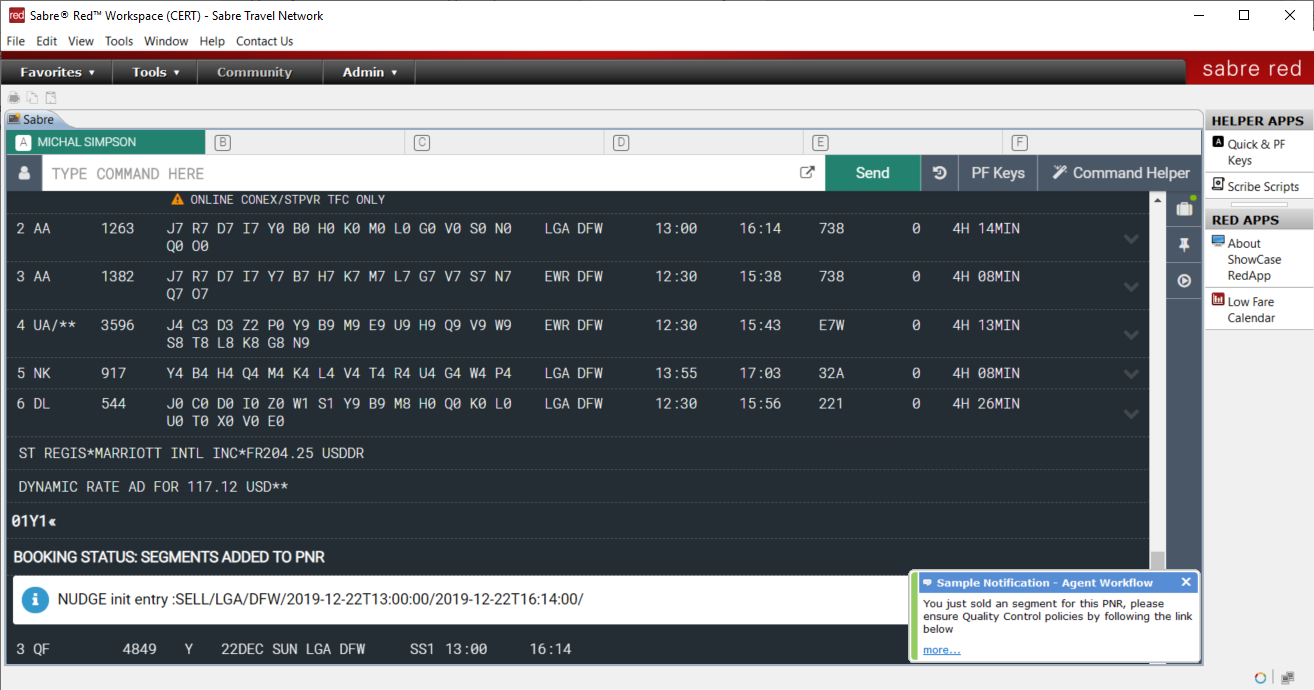 red Sabre® Red™ Workspace (CERT) - Sabre Travel Network
File Edit View Tools Window Help Contact Us
Favorites Tools Community Admin sabre red
Sabre
A MICHAL SIMPSON B C D E F
TYPE COMMAND HERE Send PF Keys Command Helper
ONLINE CONEX/STPVR TFC ONLY
2 AA 1263 J7 R7 D7 I7 Y0 B0 H0 K0 M0 L0 G0 V0 S0 N0 LGA DFW 13:00 16:14 738 0 4H 14MIN
Q0 O0
3 AA 1382 J7 R7 D7 I7 Y7 B7 H7 K7 M7 L7 G7 V7 S7 N7 EWR DFW 12:30 15:38 738 0 4H 08MIN
Q7 O7
4 UA/** 3596 J4 C3 D3 Z2 P0 Y9 B9 M9 E9 U9 H9 Q9 V9 W9 EWR DFW 12:30 15:43 E7W 0 4H 13MIN
S8 T8 L8 K8 G8 N9
5 NK 917 Y4 B4 H4 Q4 M4 K4 L4 V4 T4 R4 U4 G4 W4 P4 LGA DFW 13:55 17:03 32A 0 4H 08MIN
6 DL 544 J0 C0 D0 I0 Z0 W1 S1 Y9 B9 M8 H0 Q0 K0 L0 LGA DFW 12:30 15:56 221 0 4H 26MIN
U0 T0 X0 V0 E0
ST REGIS*MARRIOTT INTL INC*FR204.25 USDDR
DYNAMIC RATE AD FOR 117.12 USD**
01Y1«
BOOKING STATUS: SEGMENTS ADDED TO PNR
NUDGE init entry :SELL/LGA/DFW/2019-12-22T13:00:00/2019-12-22T16:14:00/
3 QF 4849 Y 22DEC SUN LGA DFW SS1 13:00 16:14
Sample Notification - Agent Workflow
You just sold an segment for this PNR, please
ensure Quality Control policies by following the link
below
more...
HELPER APPS
Quick & PF
Keys
Scribe Scripts
RED APPS
About
ShowCase
RedApp
Low Fare
Calendar